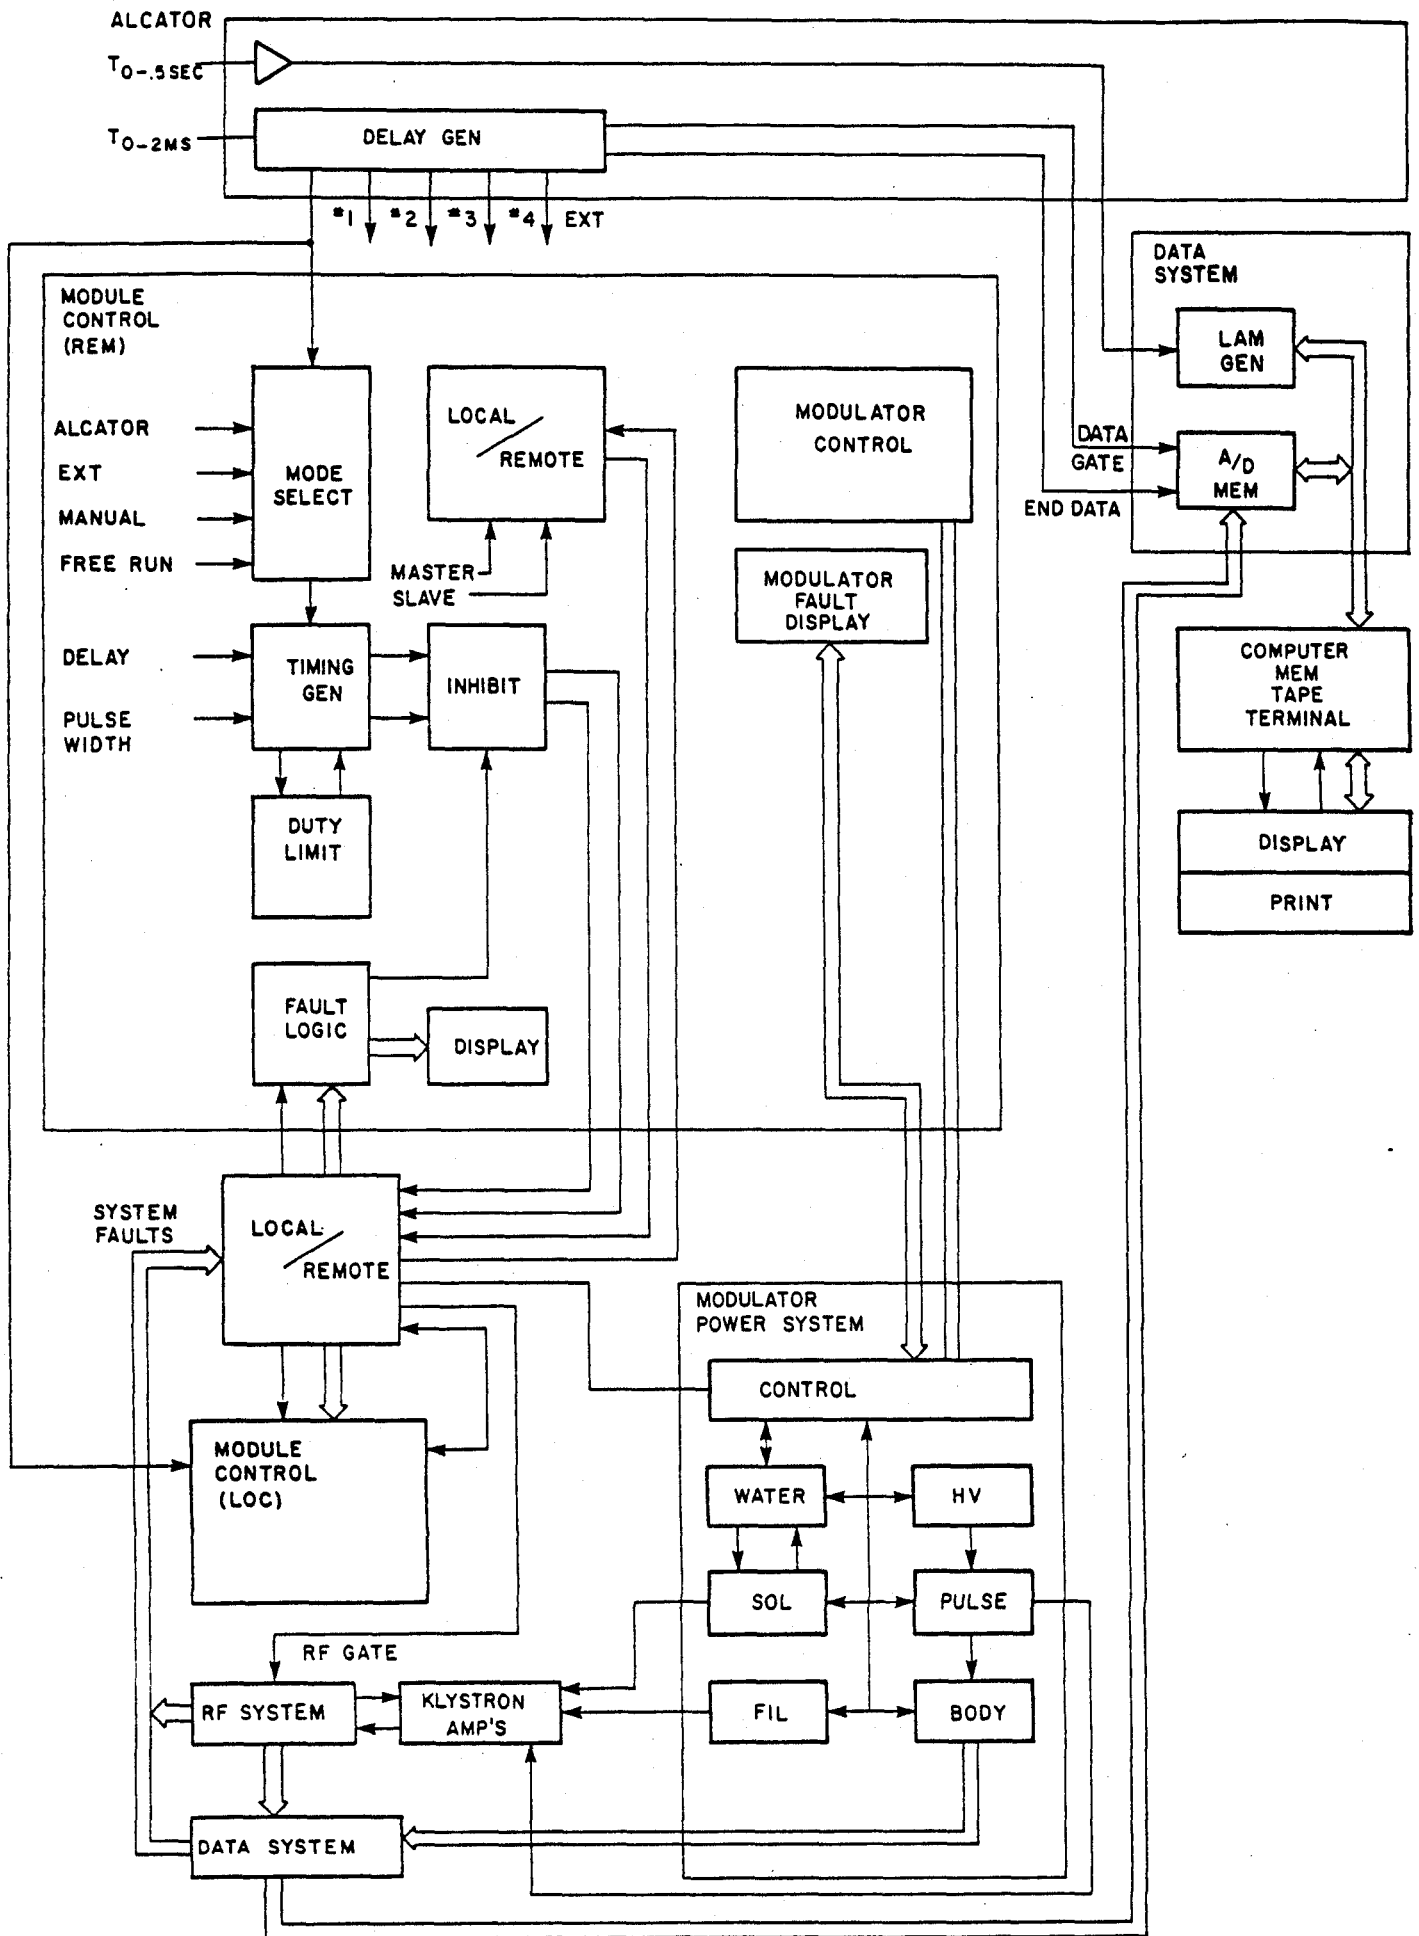 ALCATOR
T0-.5SEC
T0-2MS
DELAY GEN
#1
#2
#3
#4
EXT
MODULE
CONTROL
(REM)
ALCATOR
EXT
MANUAL
FREE RUN
MODE
SELECT
LOCAL
/
REMOTE
MASTER
SLAVE
MODULATOR
CONTROL
MODULATOR
FAULT
DISPLAY
DATA
SYSTEM
LAM
GEN
DATA
GATE
END DATA
A/D
MEM
COMPUTER
MEM
TAPE
TERMINAL
DISPLAY
PRINT
DELAY
PULSE
WIDTH
TIMING
GEN
INHIBIT
DUTY
LIMIT
FAULT
LOGIC
DISPLAY
SYSTEM
FAULTS
LOCAL
/
REMOTE
MODULE
CONTROL
(LOC)
MODULATOR
POWER SYSTEM
CONTROL
WATER
HV
SOL
PULSE
FIL
BODY
RF GATE
RF SYSTEM
KLYSTRON
AMP'S
DATA SYSTEM